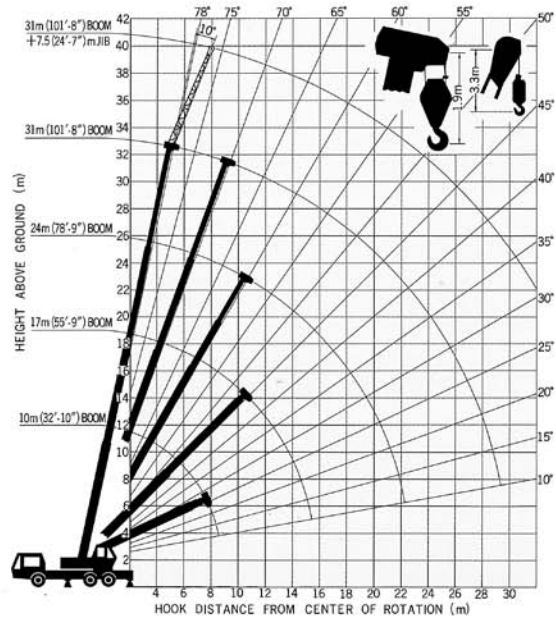 31m (101'-8") BOOM
+7.5 (24'-7") mJIB
31m (101'-8") BOOM
24m (78'-9") BOOM
17m (55'-9") BOOM
10m (32'-10") BOOM
HEIGHT ABOVE GROUND (m)
42
40
38
36
34
32
30
28
26
24
22
20
18
16
14
12
10
8
6
4
2
78° 75° 70° 65° 60° 55° 50°
10°
1.9m
3.3m
45°
40°
35°
30°
25°
20°
15°
10°
2 4 6 8 10 12 14 16 18 20 22 24 26 28 30 32
HOOK DISTANCE FROM CENTER OF ROTATION (m)